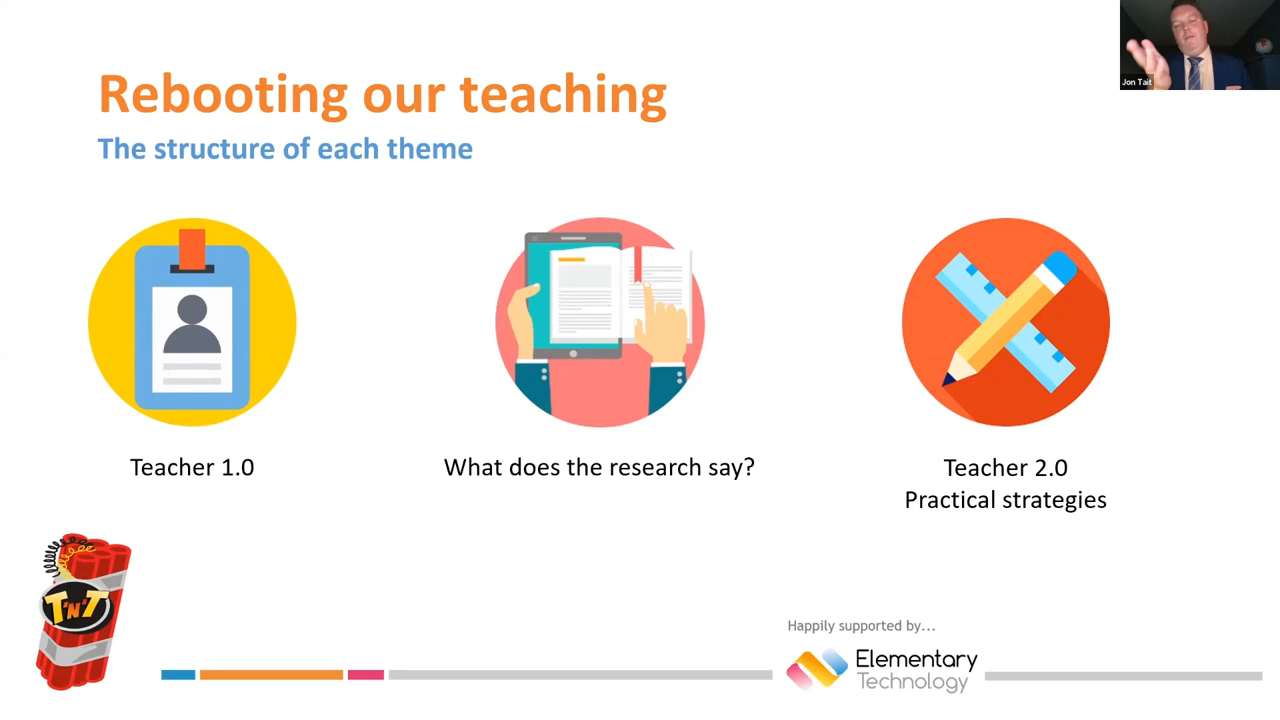 Jon Tait
Rebooting our teaching
The structure of each theme
Teacher 1.0
What does the research say?
Teacher 2.0
Practical strategies
T'N'T
Happily supported by...
Elementary
Technology